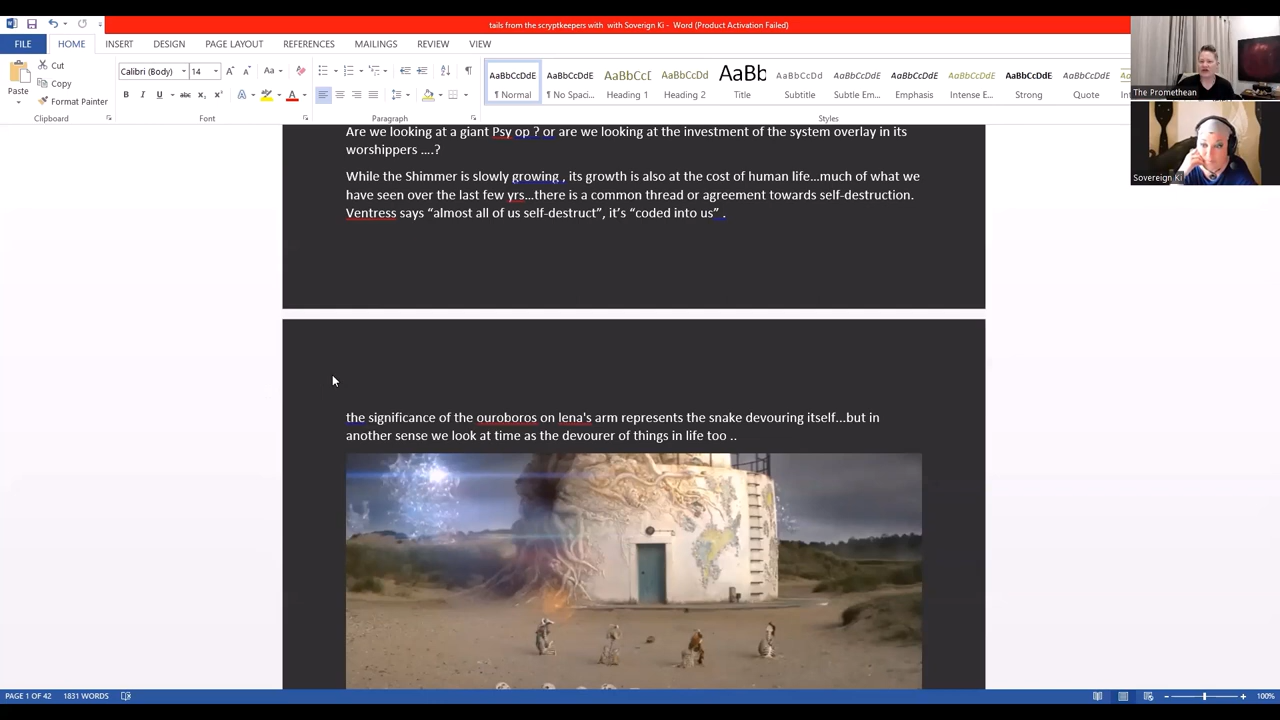 tails from the scryptkeepers with with Soverign Ki - Word (Product Activation Failed)
FILE HOME INSERT DESIGN PAGE LAYOUT REFERENCES MAILINGS REVIEW VIEW
Cut
Copy
Format Painter
Paste
Clipboard
Calibri (Body) 14
Font
Paragraph
AaBbCcDdE AaBbCcDdE AaBbC AaBbCcDd AaBb AaBbCcDdE AaBbCcDdE AaBbCcDdE AaBbCcDdE AaBbCcDdE AaBbCcDdE
¶ Normal ¶ No Spaci... Heading 1 Heading 2 Title Subtitle Subtle Em... Emphasis Intense E... Strong Quote
Styles
The Promethean
Sovereign Ki
Are we looking at a giant Psy op ? or are we looking at the investment of the system overlay in its
worshippers ....?
While the Shimmer is slowly growing , its growth is also at the cost of human life...much of what we
have seen over the last few yrs...there is a common thread or agreement towards self-destruction.
Ventress says “almost all of us self-destruct”, it’s “coded into us” .
the significance of the ouroboros on lena's arm represents the snake devouring itself...but in
another sense we look at time as the devourer of things in life too ..
PAGE 1 OF 42 1831 WORDS
100%